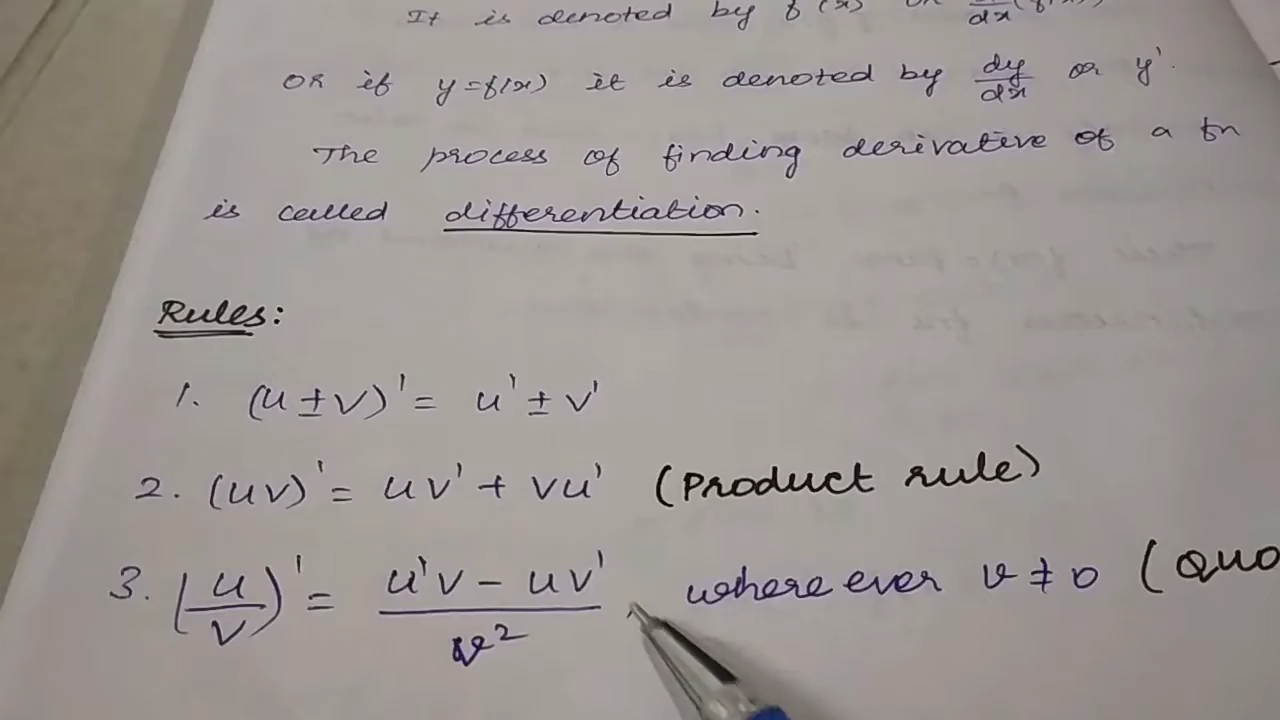 It is denoted by f'(x) or d/dx (f(x))
or if y=f(x) it is denoted by dy/dx or y'.
The process of finding derivative of a fn
is called differentiation.
Rules:
1. (u ± v)' = u' ± v'
2. (uv)' = uv' + vu' (Product rule)
3. (u/v)' = (u'v - uv')/v² where ever v ≠ 0 (Quo